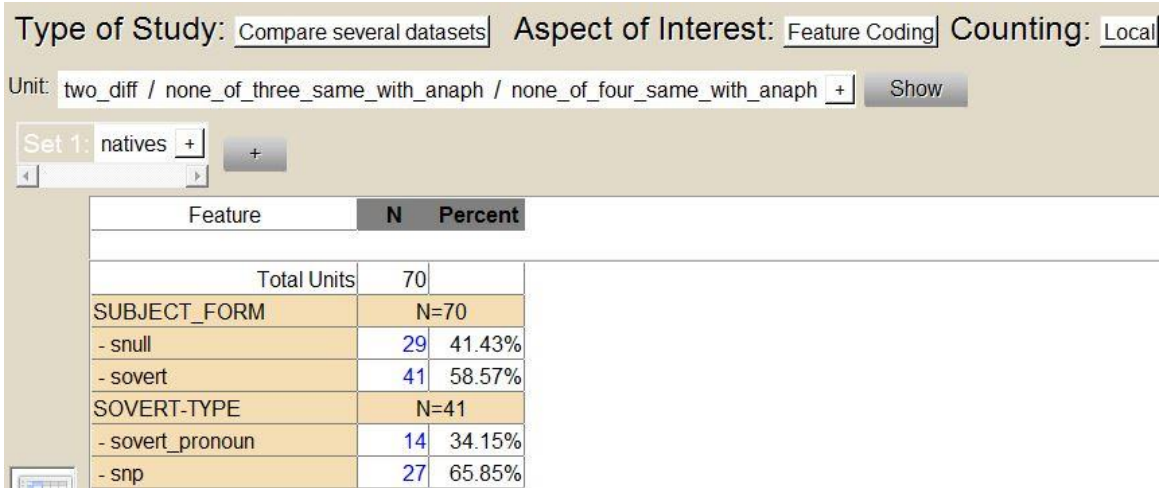 Type of Study: Compare several datasets Aspect of Interest: Feature Coding Counting: Local
Unit: two_diff / none_of_three_same_with_anaph / none_of_four_same_with_anaph + Show
Set 1: natives + +
Feature N Percent
Total Units 70
SUBJECT_FORM N=70
- snull 29 41.43%
- sovert 41 58.57%
SOVERT-TYPE N=41
- sovert_pronoun 14 34.15%
- snp 27 65.85%